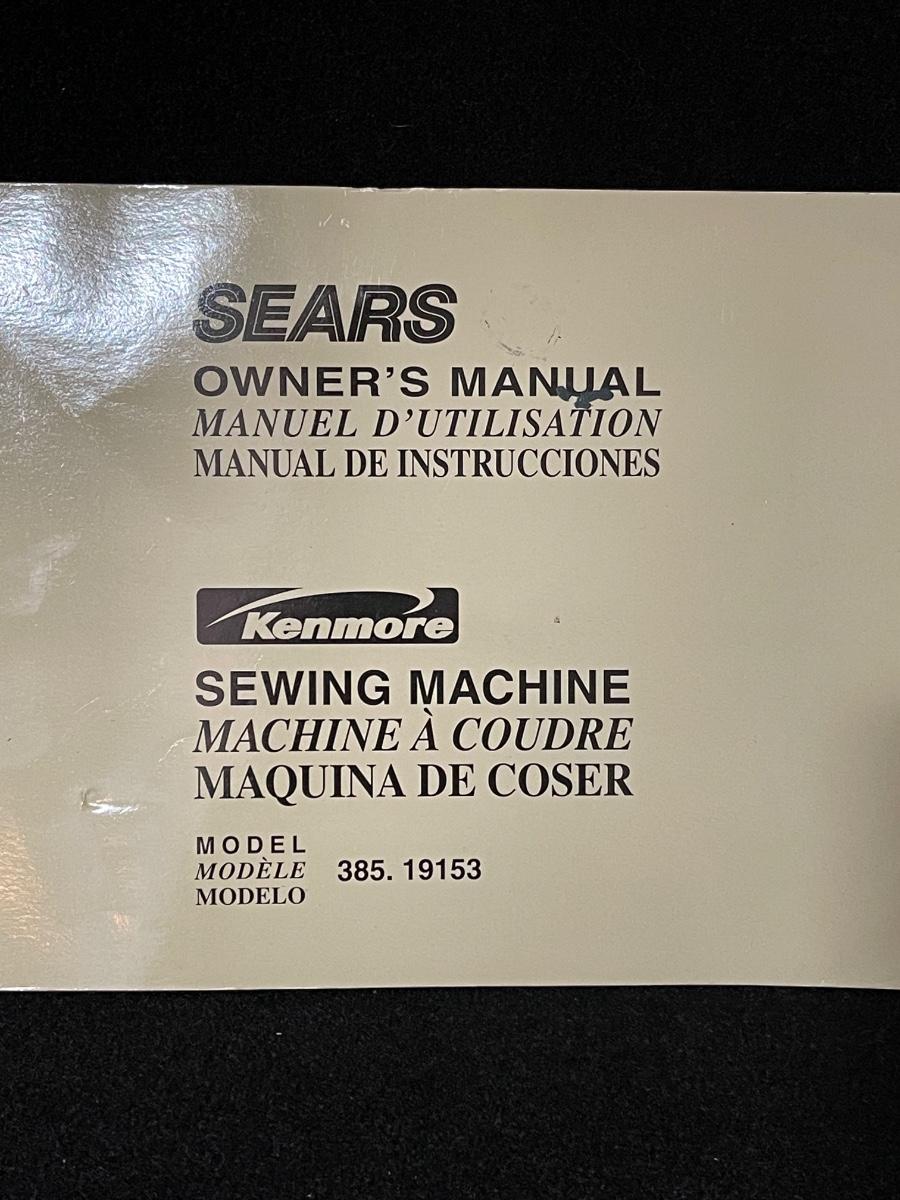 SEARS
OWNER'S MANUAL
MANUEL D'UTILISATION
MANUAL DE INSTRUCCIONES
Kenmore
SEWING MACHINE
MACHINE À COUDRE
MAQUINA DE COSER
MODEL
MODÈLE 385. 19153
MODELO